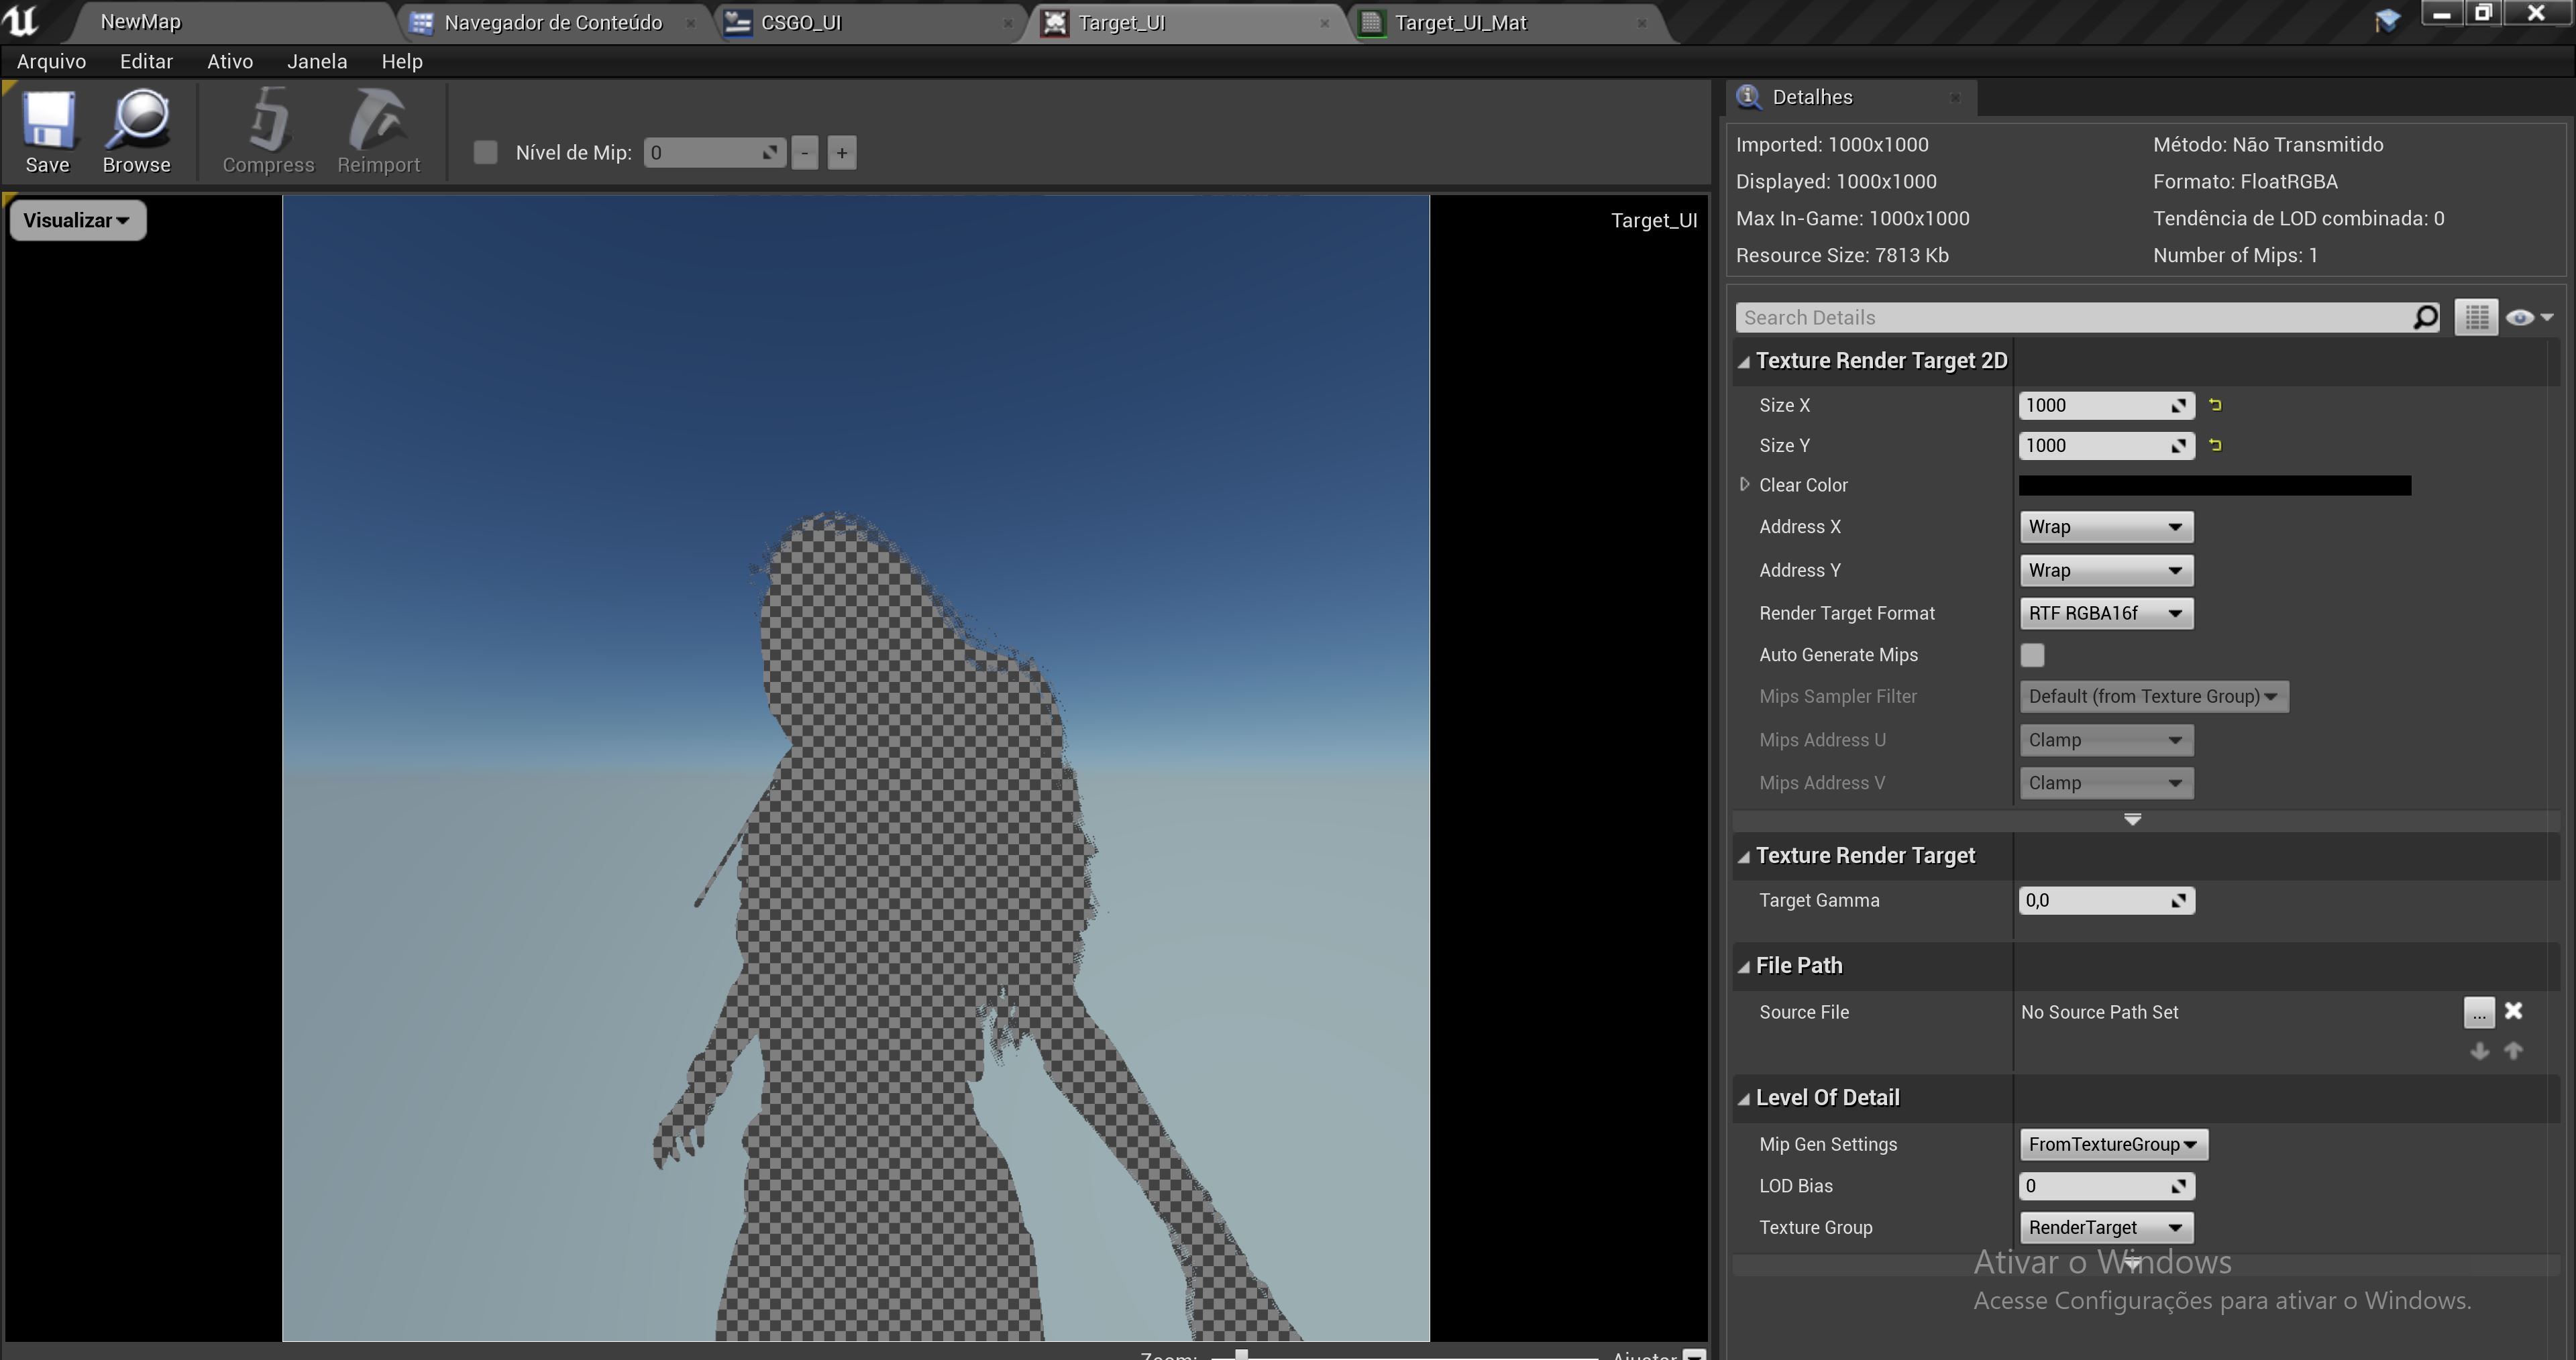 NewMap
Navegador de Conteúdo
CSGO_UI
Target_UI
Target_UI_Mat
Arquivo
Editar
Ativo
Janela
Help
Save
Browse
Compress
Reimport
Nível de Mip:
0
-
+
Visualizar
Target_UI
Detalhes
Imported: 1000x1000
Método: Não Transmitido
Displayed: 1000x1000
Formato: FloatRGBA
Max In-Game: 1000x1000
Tendência de LOD combinada: 0
Resource Size: 7813 Kb
Number of Mips: 1
Search Details
Texture Render Target 2D
Size X
1000
Size Y
1000
Clear Color
Address X
Wrap
Address Y
Wrap
Render Target Format
RTF RGBA16f
Auto Generate Mips
Mips Sampler Filter
Default (from Texture Group)
Mips Address U
Clamp
Mips Address V
Clamp
Texture Render Target
Target Gamma
0,0
File Path
Source File
No Source Path Set
...
Level Of Detail
Mip Gen Settings
FromTextureGroup
LOD Bias
0
Texture Group
RenderTarget
Ativar o Windows
Acesse Configurações para ativar o Windows.
Zoom:
Ajustar